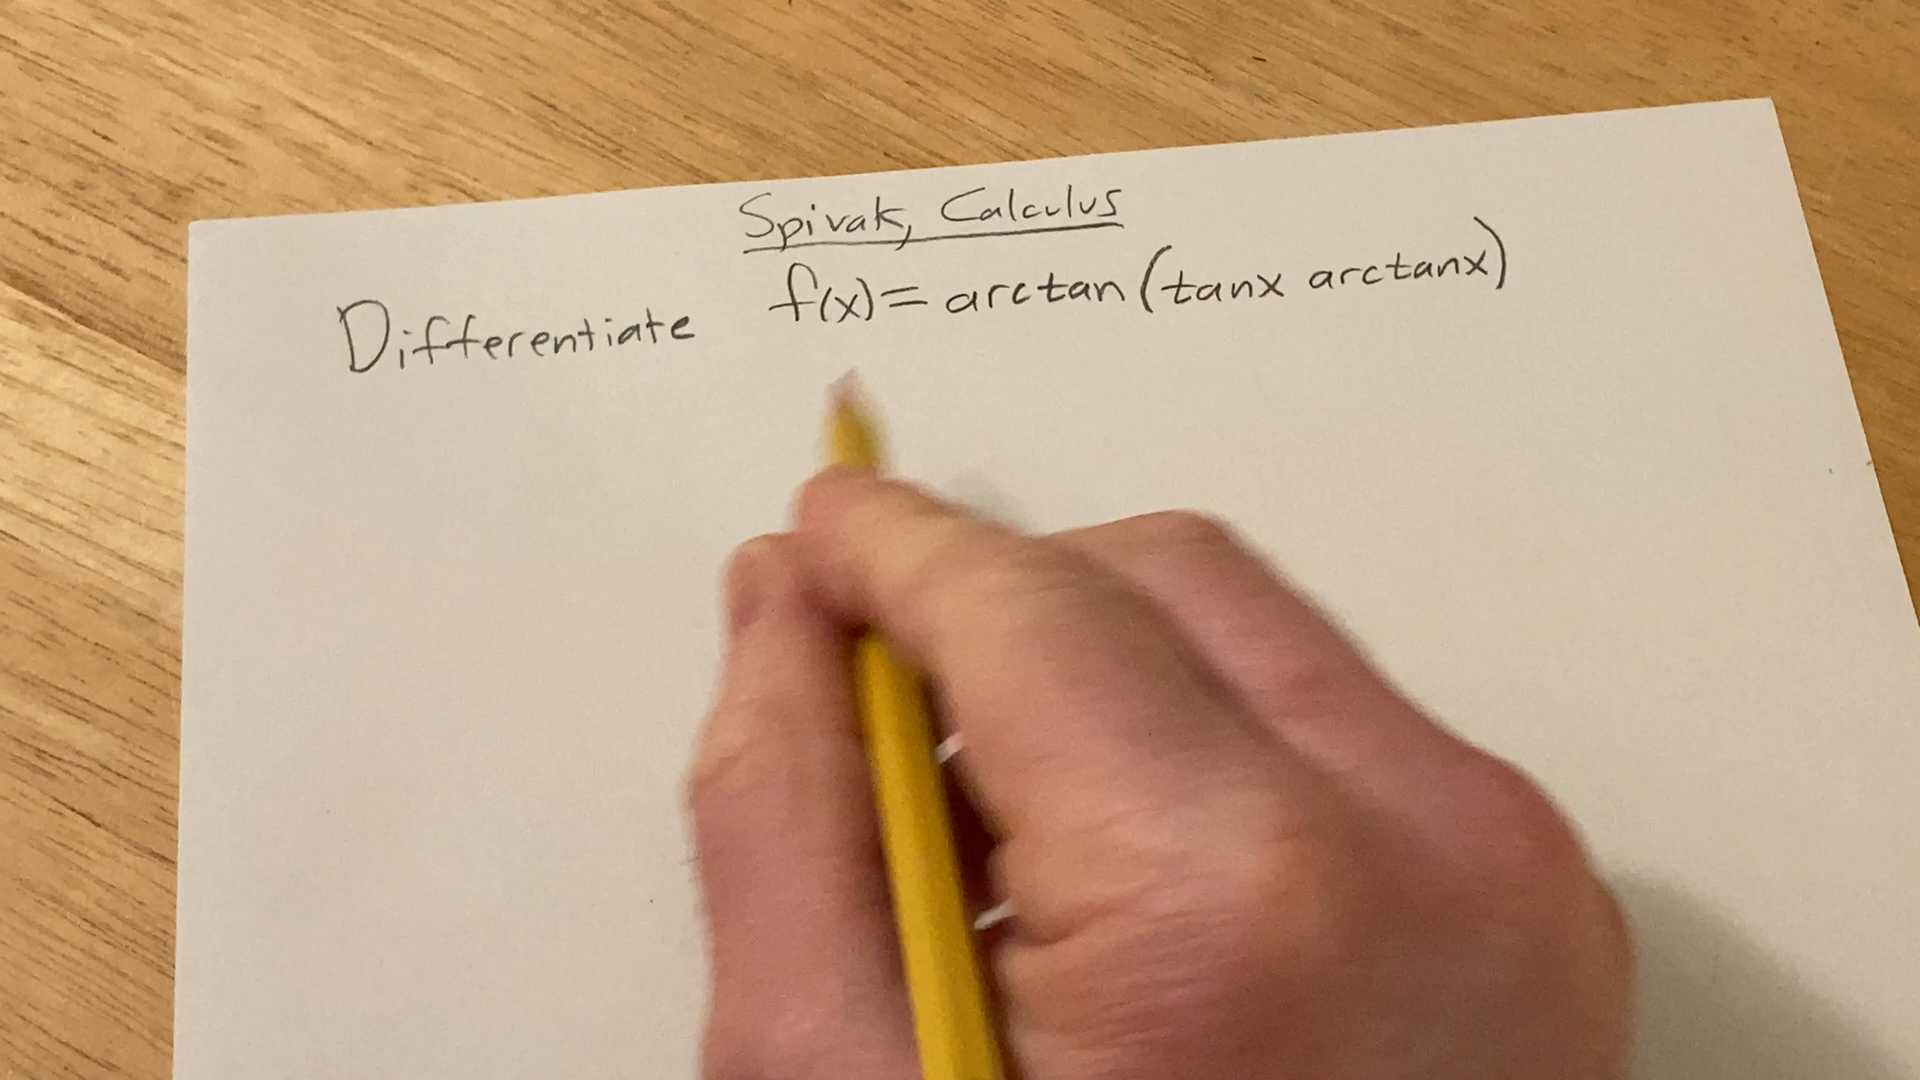 Spivak, Calculus
Differentiate f(x) = arctan(tanx arctanx)